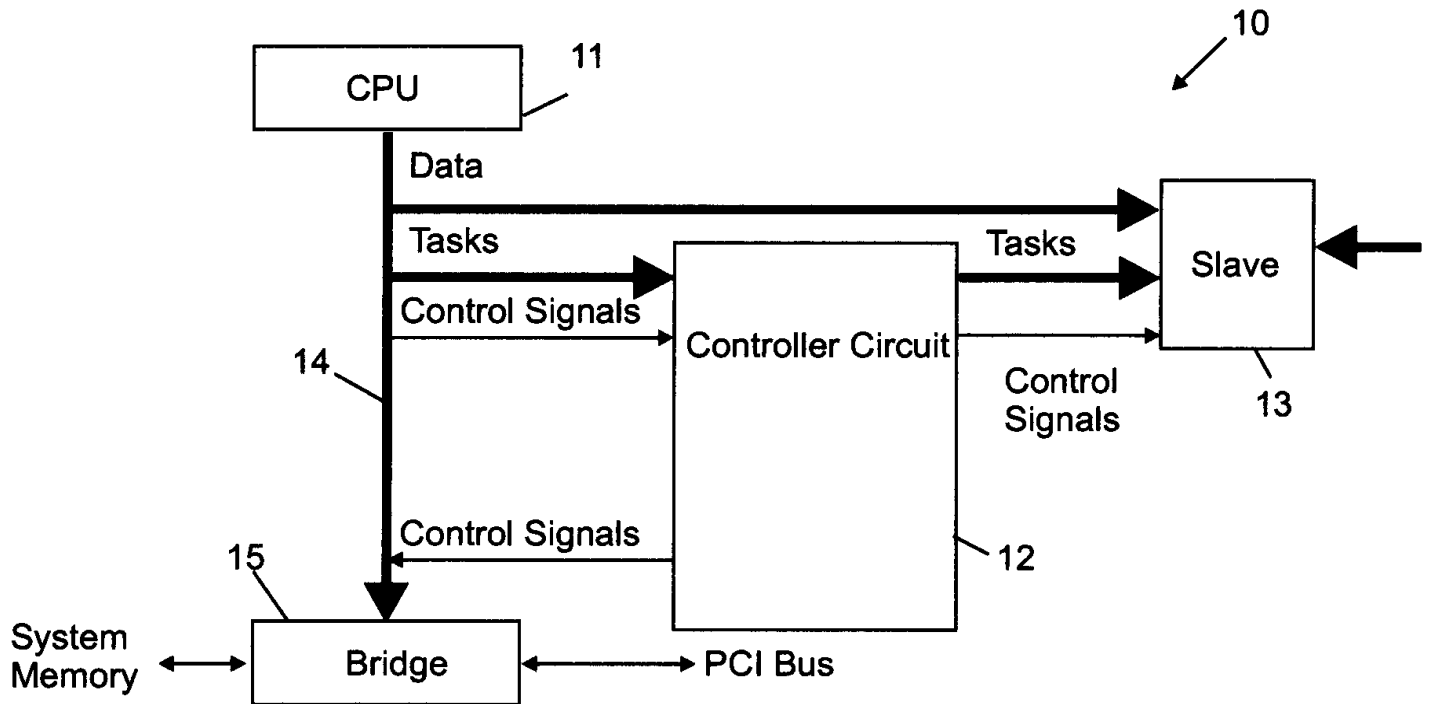 10
CPU
11
Data
Tasks
Tasks
Slave
Control Signals
Controller Circuit
14
Control
Signals
13
Control Signals
12
15
System
Memory
Bridge
PCI Bus